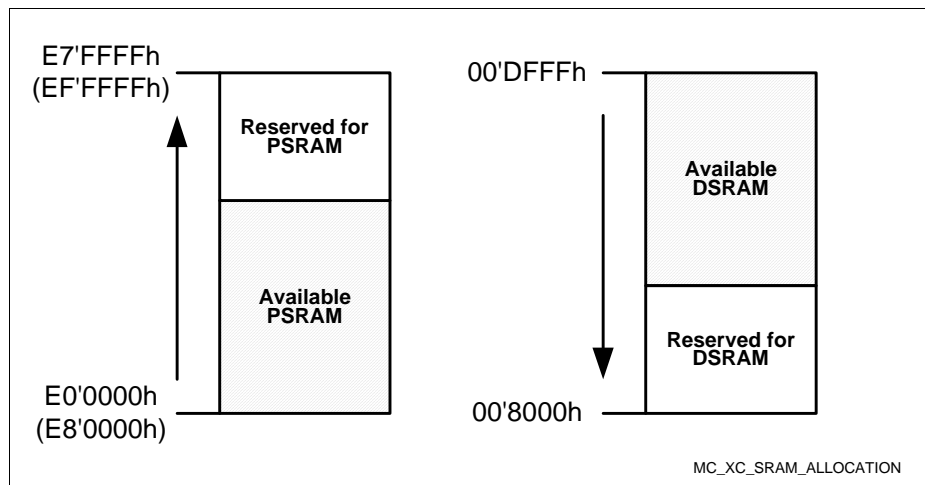 E7'FFFFh
(EF'FFFFh)
Reserved for
PSRAM
Available
PSRAM
E0'0000h
(E8'0000h)
00'DFFFh
Available
DSRAM
Reserved for
DSRAM
00'8000h
MC_XC_SRAM_ALLOCATION